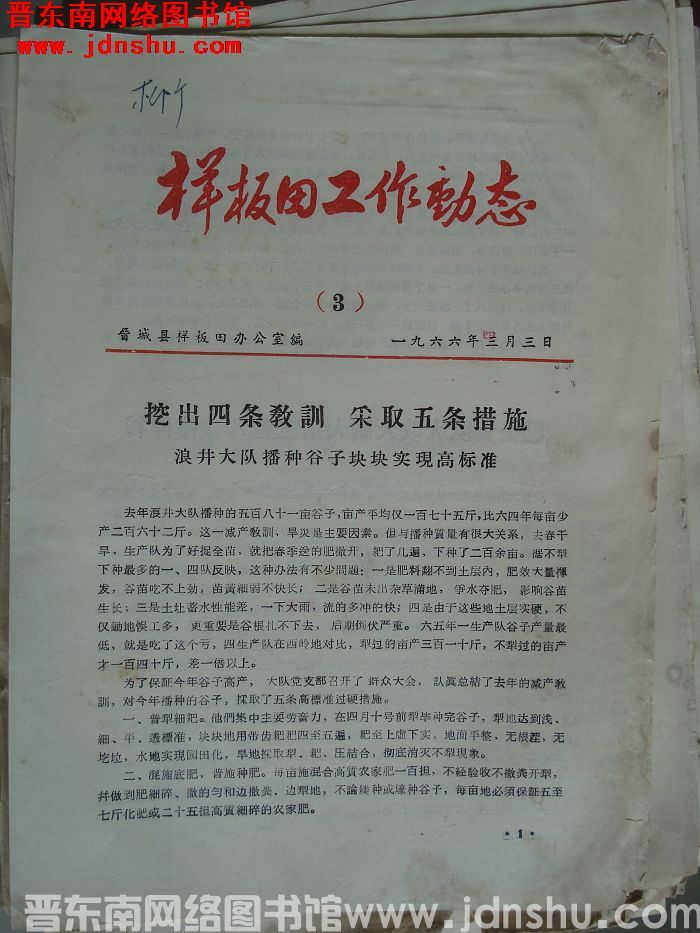 晋东南网络图书馆
www.jdnshu.com
样板田工作動态
(3)
晋城县样板田办公室編
一九六六年四月三日
挖出四条教訓 采取五条措施
浪井大队播种谷子块块实現高标准
去年浪井大队播种的五百八十一亩谷子，亩产平均仅一百七十五斤，比六四年每亩少
产二百六十二斤。这一减产教訓、旱災是主要因素。但与播种質量有很大关系，去春干
旱，生产队为了好捉全苗，就把春季送的肥撒开，耙了几遍，下种了二百余亩。据不犁
下种最多的一、四队反映，这种办法有不少問題：一是肥料翻不到土层內，肥效大量揮
发，谷苗吃不上劲，苗黃細弱不快长；二是谷苗未出杂草滿地，爭水夺肥，影响谷苗
生长；三是土壮蓄水性能差，一下大雨，流的多冲的快；四是由于这些地土层实硬，不
仅鋤地悞工多，更重要是谷根扎不下去，后期倒伏严重。六五年一生产队谷子产量最
低，就是吃了这个亏，四生产队在西岭地对比，犁过的亩产三百一十斤，不犁过的亩产
才一百四十斤，差一倍以上。
为了保証今年谷子高产，大队党支部召开了群众大会，認眞总結了去年的减产教
訓，对今年播种的谷子，採取了五条高標准过硬措施。
一、普犁細耙。他們集中主要劳畜力，在四月十号前犁毕种完谷子，犁地达到浅、
細、平、透標准，块块地用带齿耙耙四至五遍，耙至上虛下实，地面平整，无根茬，无
圪垃，水地实現园田化，旱地採取犁、耙、压結合，彻底消灭不犁現象。
二、混施底肥，普施种肥。每亩施混合高質农家肥一百担，不経驗收不撒粪开犁，
幷做到肥細碎、撒的匀和边撒粪、边犁地，不論緩种或壕种谷子，每亩地必須保証五至
七斤化肥或二十五担高質細碎的农家肥。
·1·
晋东南网络图书馆 www.jdnshu.com